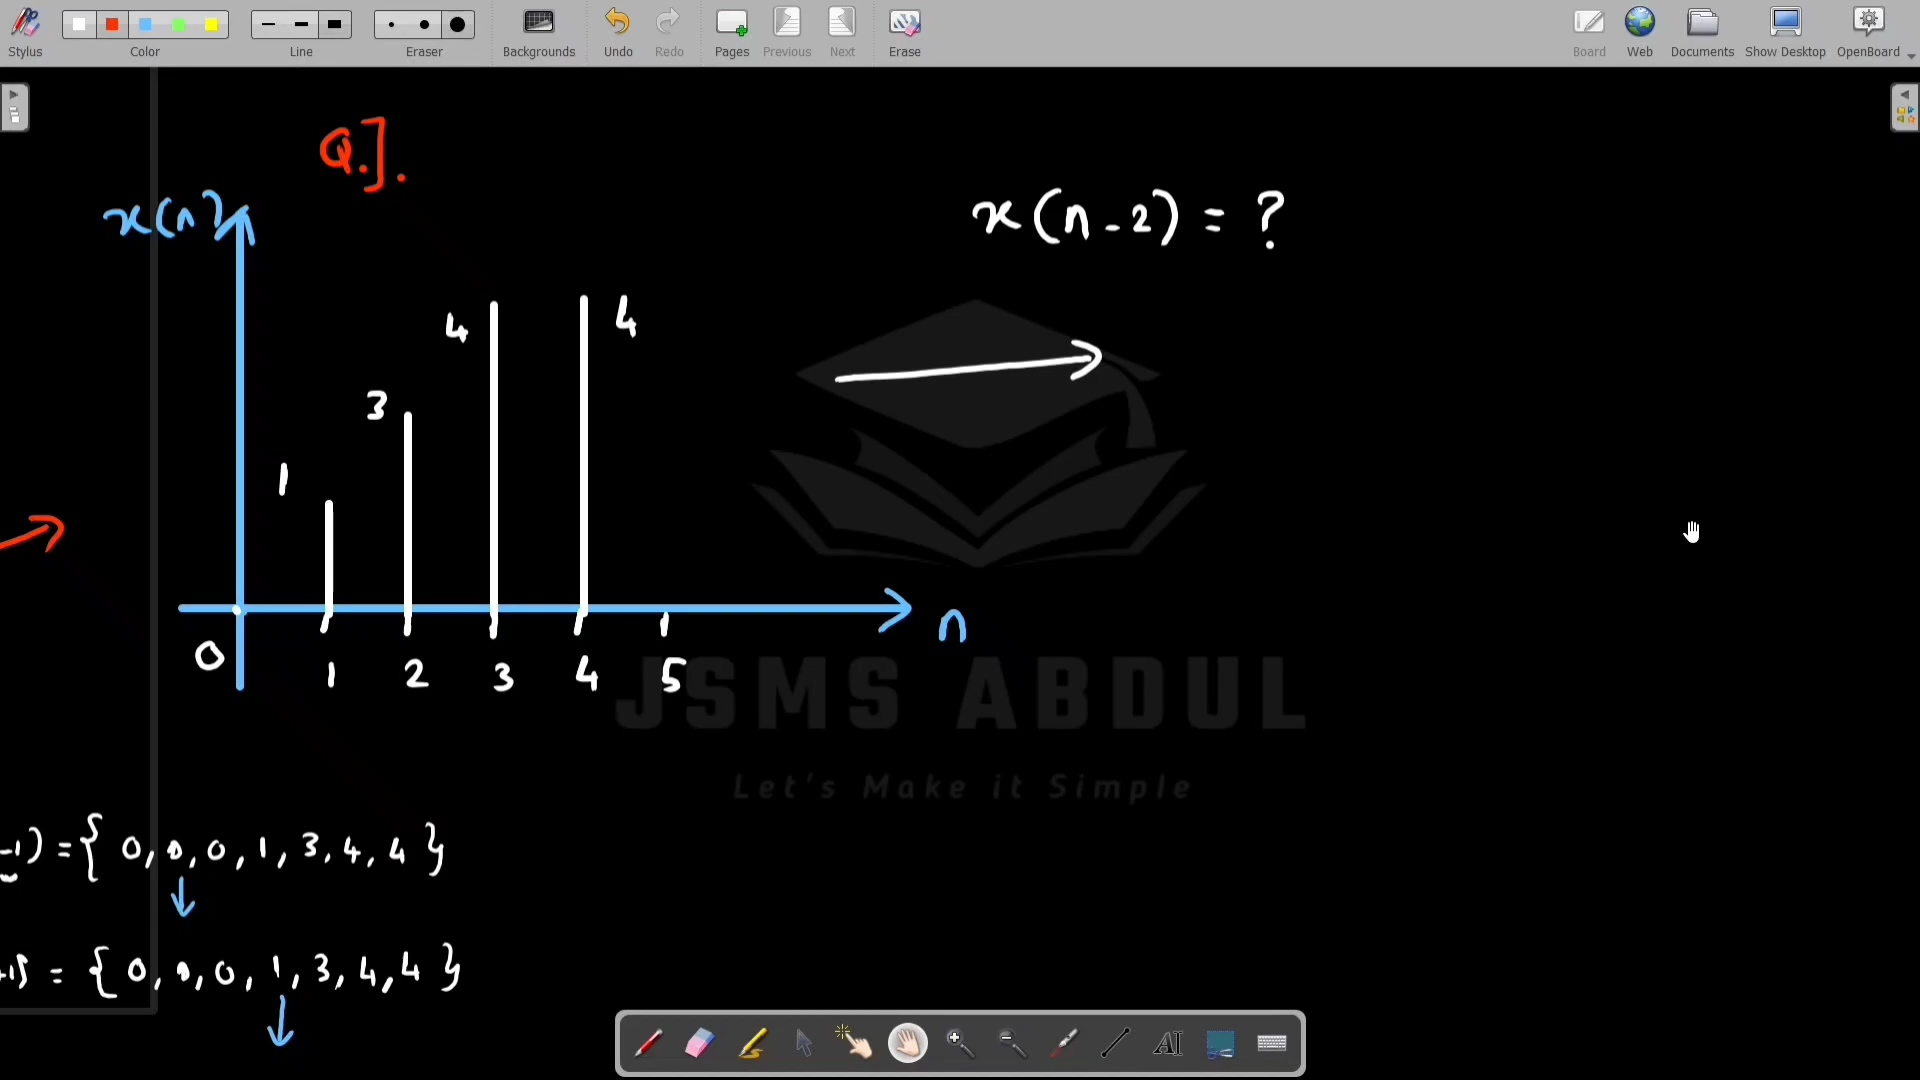 Stylus Color Line Eraser Backgrounds Undo Redo Pages Previous Next Erase Board Web Documents Show Desktop OpenBoard
Q.].
x(n)
x(n-2) = ?
4
4
3
1
n
0
1 2 3 4 5
JSMS ABDUL
Let's Make it Simple
-1) = { 0, 0, 0, 1, 3, 4, 4 }
+1) = { 0, 0, 0, 1, 3, 4, 4 }
AI